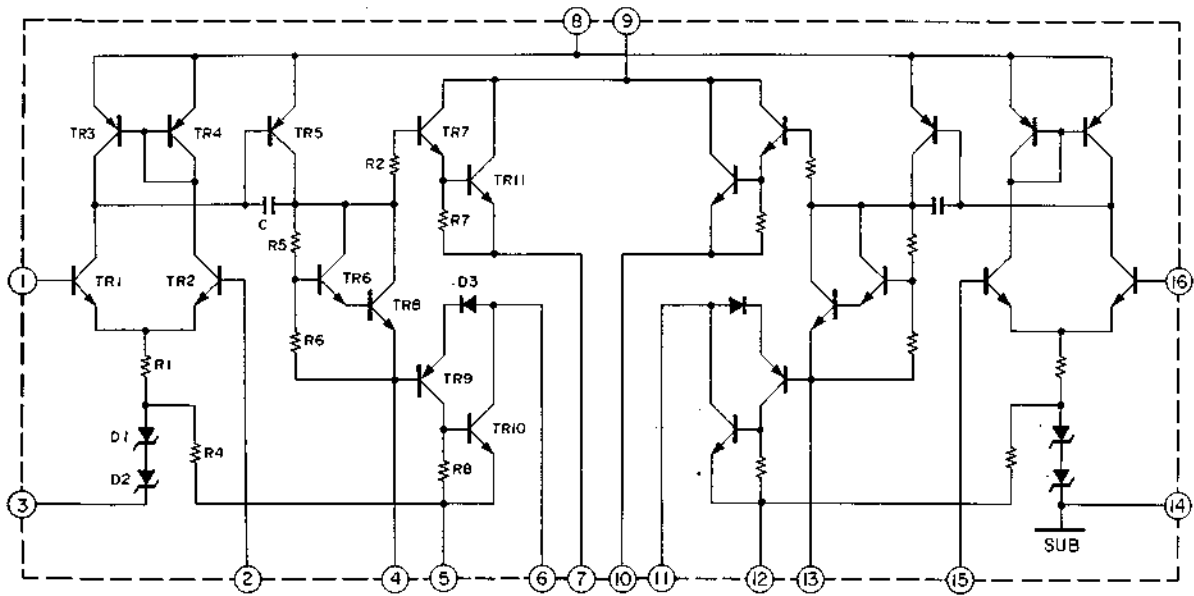 8 9
TR3 TR4 TR5 TR7
R2 TR11
C R5 R7
1 TR1 TR2 TR6 D3 16
TR8
R1 R6 TR9
D1 R4 TR10
D2 R8
3 14
SUB
2 4 5 6 7 10 11 12 13 15